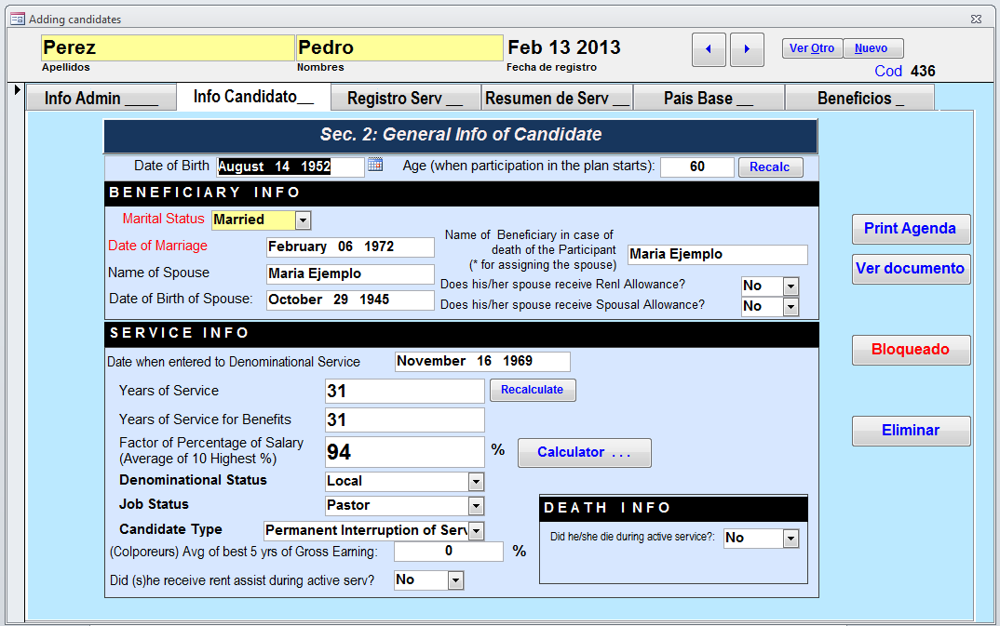 Adding candidates
Perez Pedro Feb 13 2013
Apellidos Nombres Fecha de registro
Ver Otro Nuevo
Cod 436
Info Admin ____ Info Candidato__ Registro Serv __ Resumen de Serv __ País Base __ Beneficios _
Sec. 2: General Info of Candidate
Date of Birth August 14 1952 Age (when participation in the plan starts): 60 Recalc
BENEFICIARY INFO
Marital Status Married
Date of Marriage February 06 1972
Name of Spouse Maria Ejemplo
Date of Birth of Spouse: October 29 1945
Name of Beneficiary in case of
death of the Participant
(* for assigning the spouse) Maria Ejemplo
Does his/her spouse receive Renl Allowance? No
Does his/her spouse receive Spousal Allowance? No
SERVICE INFO
Date when entered to Denominational Service November 16 1969
Years of Service 31 Recalculate
Years of Service for Benefits 31
Factor of Percentage of Salary
(Average of 10 Highest %) 94 % Calculator . . .
Denominational Status Local
Job Status Pastor
Candidate Type Permanent Interruption of Serv
(Colporeurs) Avg of best 5 yrs of Gross Earning: 0 %
Did (s)he receive rent assist during active serv? No
DEATH INFO
Did he/she die during active service?: No
Print Agenda
Ver documento
Bloqueado
Eliminar